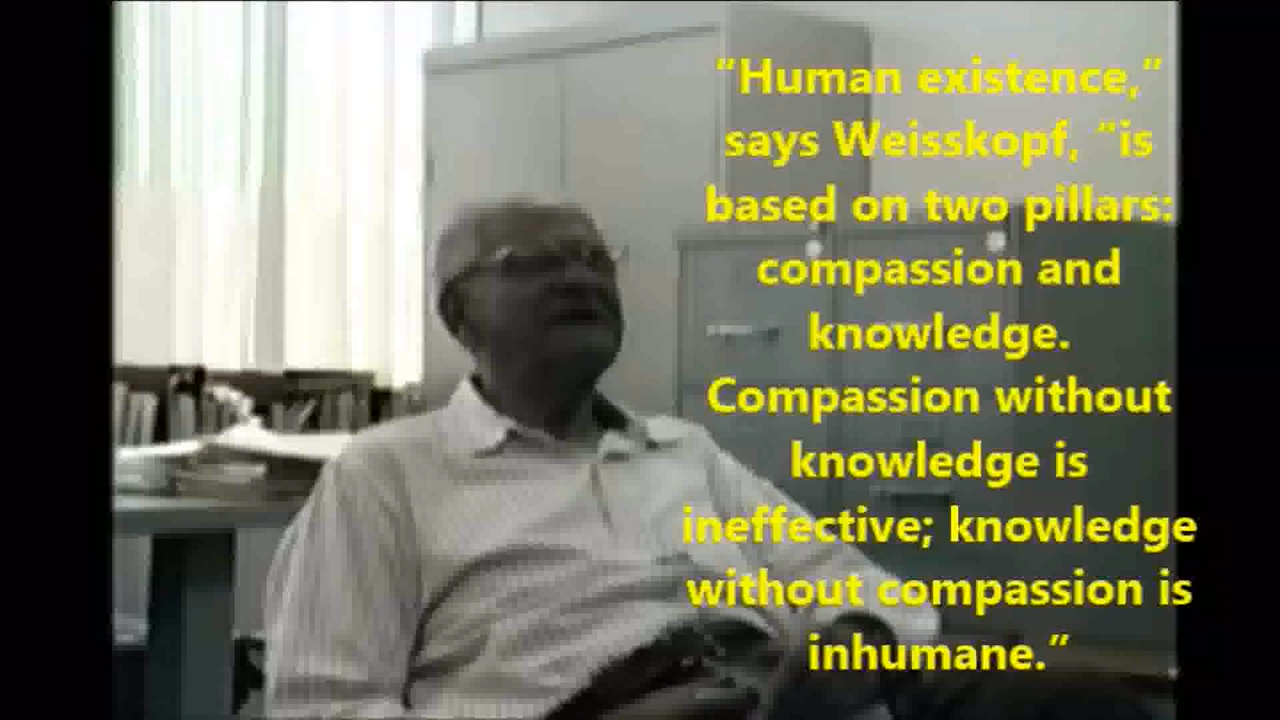 “Human existence,”
says Weisskopf, “is
based on two pillars:
compassion and
knowledge.
Compassion without
knowledge is
ineffective; knowledge
without compassion is
inhumane.”